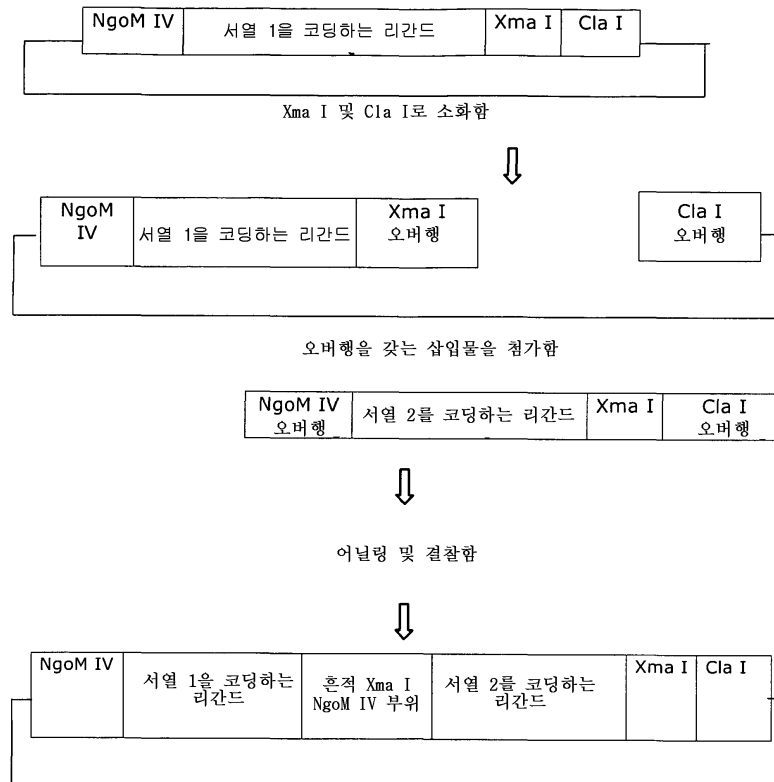 NgoM IV 서열 1을 코딩하는 리간드 Xma I Cla I
Xma I 및 Cla I로 소화함
NgoM
IV
서열 1을 코딩하는 리간드
Xma I
오버행
Cla I
오버행
오버행을 갖는 삽입물을 첨가함
NgoM IV
오버행
서열 2를 코딩하는 리간드
Xma I
Cla I
오버행
어닐링 및 결찰함
NgoM IV
서열 1을 코딩하는
리간드
흔적 Xma I
NgoM IV 부위
서열 2를 코딩하는
리간드
Xma I
Cla I